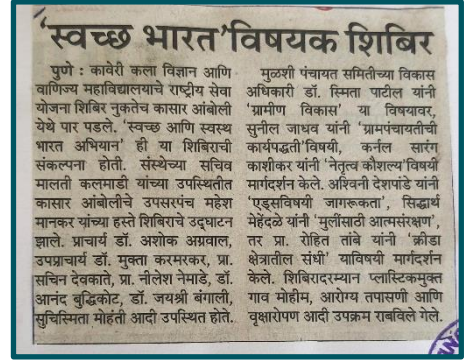 'स्वच्छ भारत'विषयक शिबिर
पुणे : कावेरी कला विज्ञान आणि
वाणिज्य महाविद्यालयाचे राष्ट्रीय सेवा
योजना शिबिर नुकतेच कासार आंबोली
येथे पार पडले. 'स्वच्छ आणि स्वस्थ
भारत अभियान' ही या शिबिराची
संकल्पना होती. संस्थेच्या सचिव
मालती कलमाडी यांच्या उपस्थितीत
कासार आंबोलीचे उपसरपंच महेश
मानकर यांच्या हस्ते शिबिराचे उद्घाटन
झाले. प्राचार्य डॉ. अशोक अग्रवाल,
उपप्राचार्य डॉ. मुक्ता करमरकर, प्रा.
सचिन देवकाते, प्रा. नीलेश नेमाडे, डॉ.
आनंद बुद्धिकोट, डॉ. जयश्री बंगाली,
सुचिस्मिता मोहंती आदी उपस्थित होते.
मुळशी पंचायत समितीच्या विकास
अधिकारी डॉ. स्मिता पाटील यांनी
'ग्रामीण विकास' या विषयावर,
सुनील जाधव यांनी 'ग्रामपंचायतीची
कार्यपद्धती'विषयी, कर्नल सारंग
काशीकर यांनी 'नेतृत्व कौशल्य'विषयी
मार्गदर्शन केले. अश्विनी देशपांडे यांनी
'एड्सविषयी जागरूकता', सिद्धार्थ
मेहेंदळे यांनी 'मुलींसाठी आत्मसंरक्षण',
तर प्रा. रोहित तांबे यांनी 'क्रीडा
क्षेत्रातील संधी' याविषयी मार्गदर्शन
केले. शिबिरादरम्यान प्लास्टिकमुक्त
गाव मोहीम, आरोग्य तपासणी आणि
वृक्षारोपण आदी उपक्रम राबविले गेले.